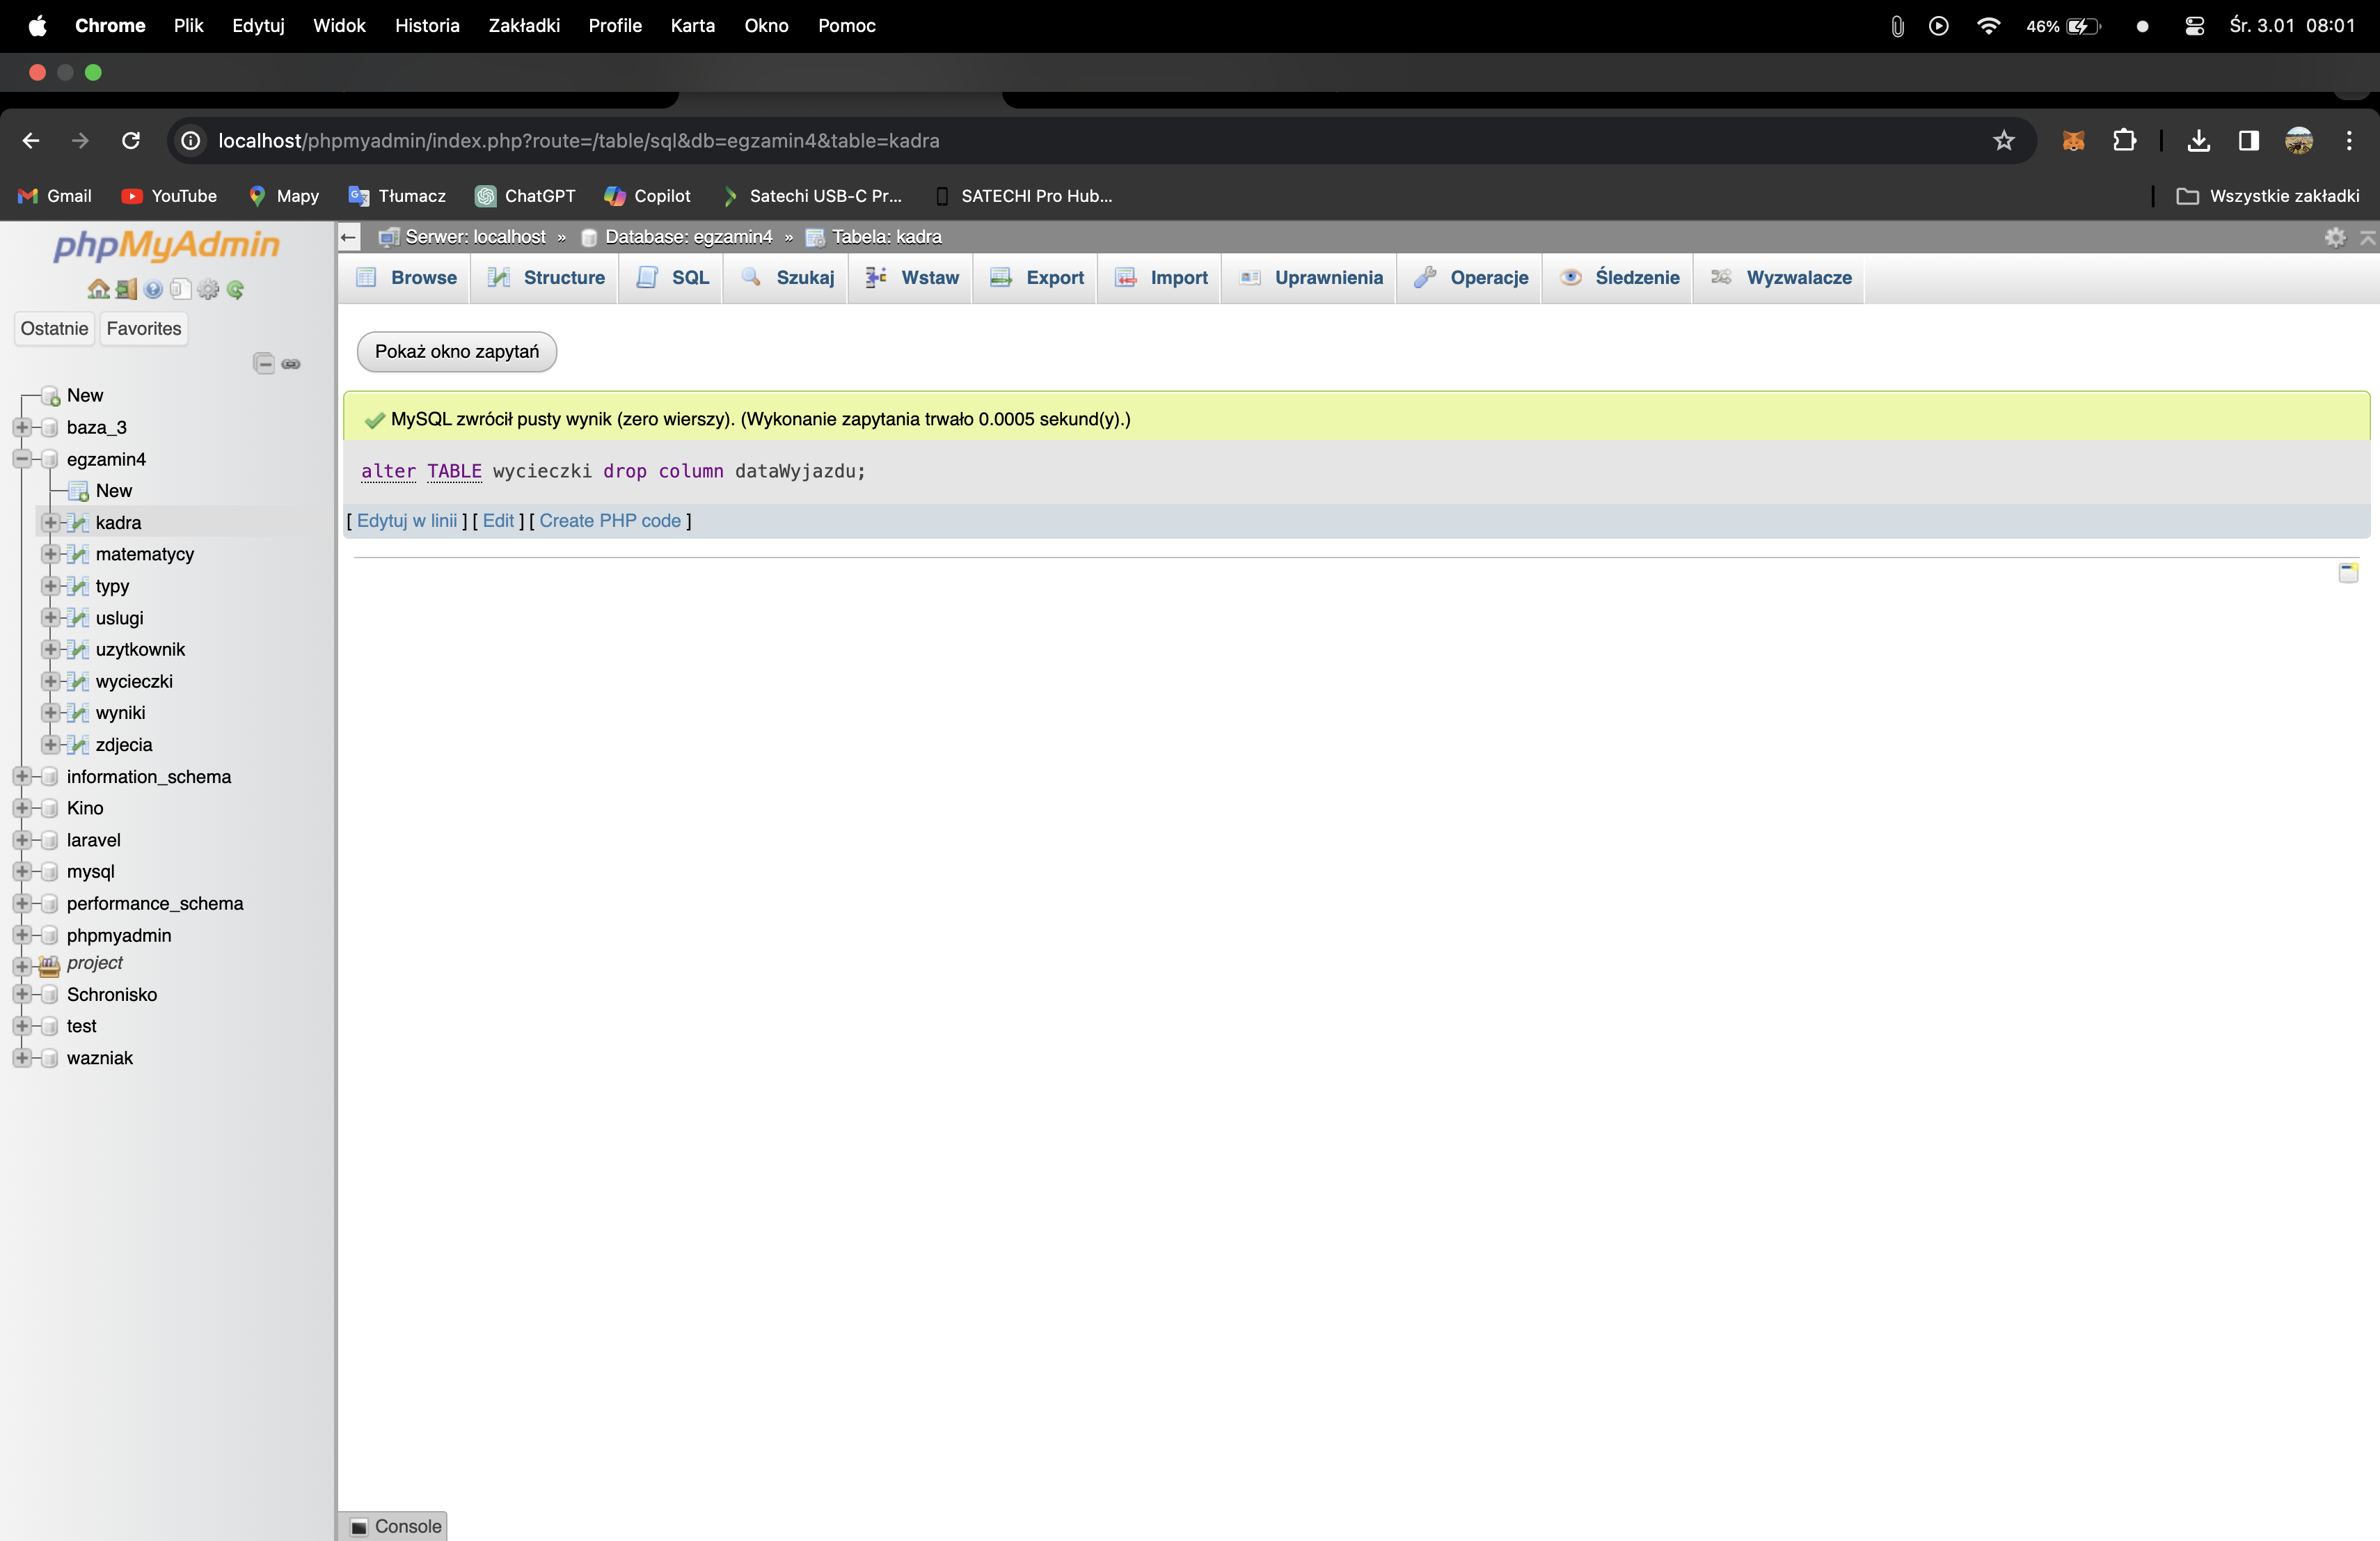 Chrome Plik Edytuj Widok Historia Zakładki Profile Karta Okno Pomoc 46% Śr. 3.01 08:01
localhost/phpmyadmin/index.php?route=/table/sql&db=egzamin4&table=kadra
Gmail YouTube Mapy Tłumacz ChatGPT Copilot Satechi USB-C Pr... SATECHI Pro Hub... Wszystkie zakładki
phpMyAdmin
Ostatnie Favorites
New
baza_3
egzamin4
New
kadra
matematycy
typy
uslugi
uzytkownik
wycieczki
wyniki
zdjecia
information_schema
Kino
laravel
mysql
performance_schema
phpmyadmin
project
Schronisko
test
wazniak
Serwer: localhost » Database: egzamin4 » Tabela: kadra
Browse Structure SQL Szukaj Wstaw Export Import Uprawnienia Operacje Śledzenie Wyzwalacze
Pokaż okno zapytań
MySQL zwrócił pusty wynik (zero wierszy). (Wykonanie zapytania trwało 0.0005 sekund(y).)
alter TABLE wycieczki drop column dataWyjazdu;
[ Edytuj w linii ] [ Edit ] [ Create PHP code ]
Console